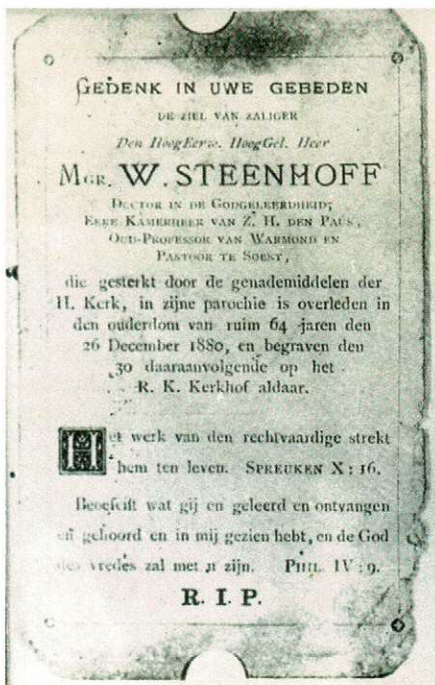 GEDENK IN UWE GEBEDEN
DE ZIEL VAN ZALIGER
Den HoogEerw. HoogGel. Heer
MGR. W. STEENHOFF
DOCTOR IN DE GODGELEERDHEID;
EERE KAMERHEER VAN Z. H. DEN PAUS,
OUD-PROFESSOR VAN WARMOND EN
PASTOOR TE SOEST,
die gesterkt door de genademiddelen der
H. Kerk, in zijne parochie is overleden in
den ouderdom van ruim 64 jaren den
26 December 1880, en begraven den
30 daaraanvolgende op het
R. K. Kerkhof aldaar.
Het werk van den rechtvaardige strekt
hem ten leven. SPREUKEN X : 16.
Beoefent wat gij en geleerd en ontvangen
en gehoord en in mij gezien hebt, en de God
des vredes zal met u zijn. PHIL. IV : 9.
R. I. P.